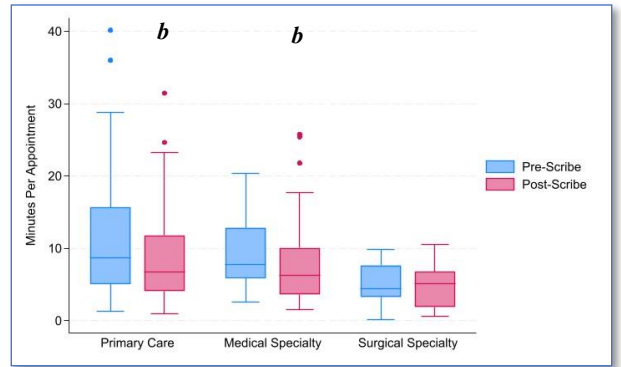 40
b
b
30
20
10
0
Minutes Per Appointment
Pre-Scribe
Post-Scribe
Primary Care
Medical Specialty
Surgical Specialty